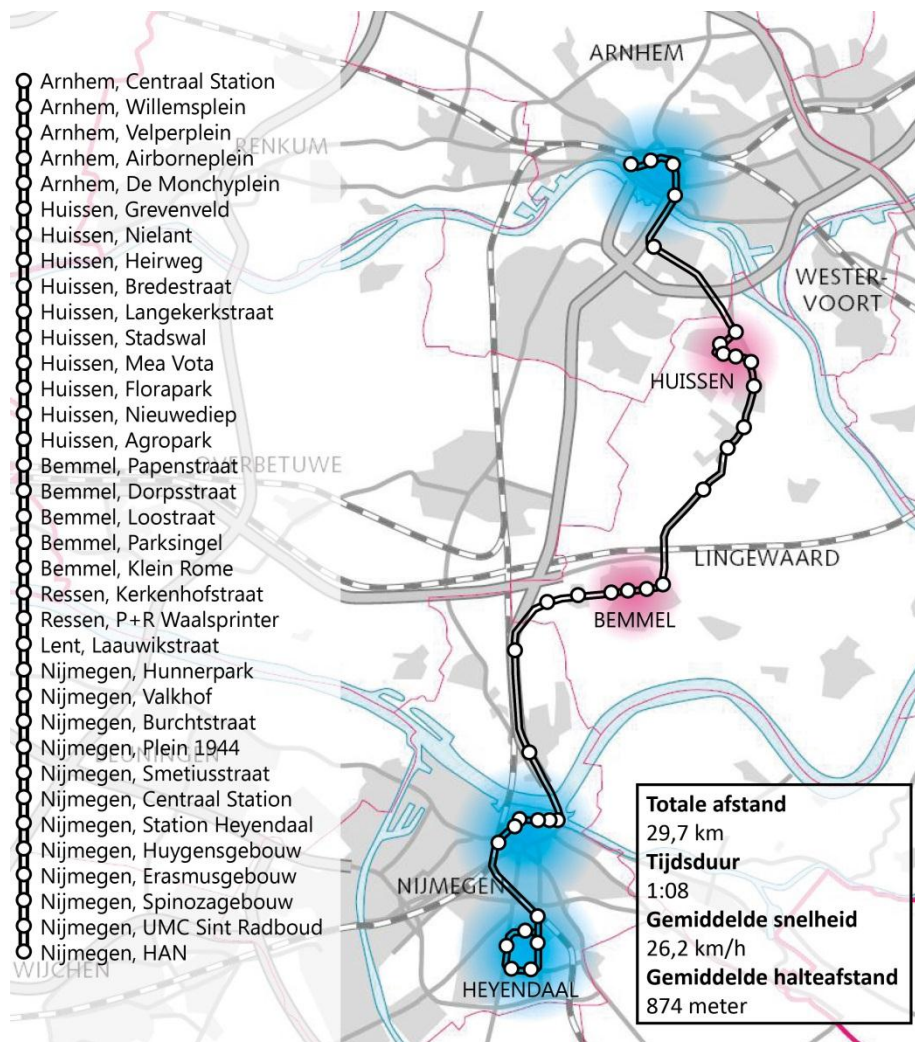 ARNHEM
Arnhem, Centraal Station
Arnhem, Willemsplein
Arnhem, Velperplein
RENKUM
Arnhem, Airborneplein
Arnhem, De Monchyplein
Huissen, Grevenveld
Huissen, Nielant
Huissen, Heirweg
Huissen, Bredestraat
Huissen, Langekerkstraat
Huissen, Stadswal
Huissen, Mea Vota
Huissen, Florapark
Huissen, Nieuwediep
Huissen, Agropark
Bemmel, Papenstraat
OVERBETUWE
Bemmel, Dorpsstraat
Bemmel, Loostraat
Bemmel, Parksingel
Bemmel, Klein Rome
Ressen, Kerkenhofstraat
Ressen, P+R Waalsprinter
Lent, Laauwikstraat
Nijmegen, Hunnerpark
Nijmegen, Valkhof
Nijmegen, Burchtstraat
Nijmegen, Plein 1944
BEUNINGEN
Nijmegen, Smetiusstraat
Nijmegen, Centraal Station
Nijmegen, Station Heyendaal
Nijmegen, Huygensgebouw
Nijmegen, Erasmusgebouw
Nijmegen, Spinozagebouw
Nijmegen, UMC Sint Radboud
Nijmegen, HAN
WIJCHEN
WESTER-
VOORT
HUISSEN
LINGEWAARD
BEMMEL
NIJMEGEN
HEYENDAAL
Totale afstand
29,7 km
Tijdsduur
1:08
Gemiddelde snelheid
26,2 km/h
Gemiddelde halteafstand
874 meter